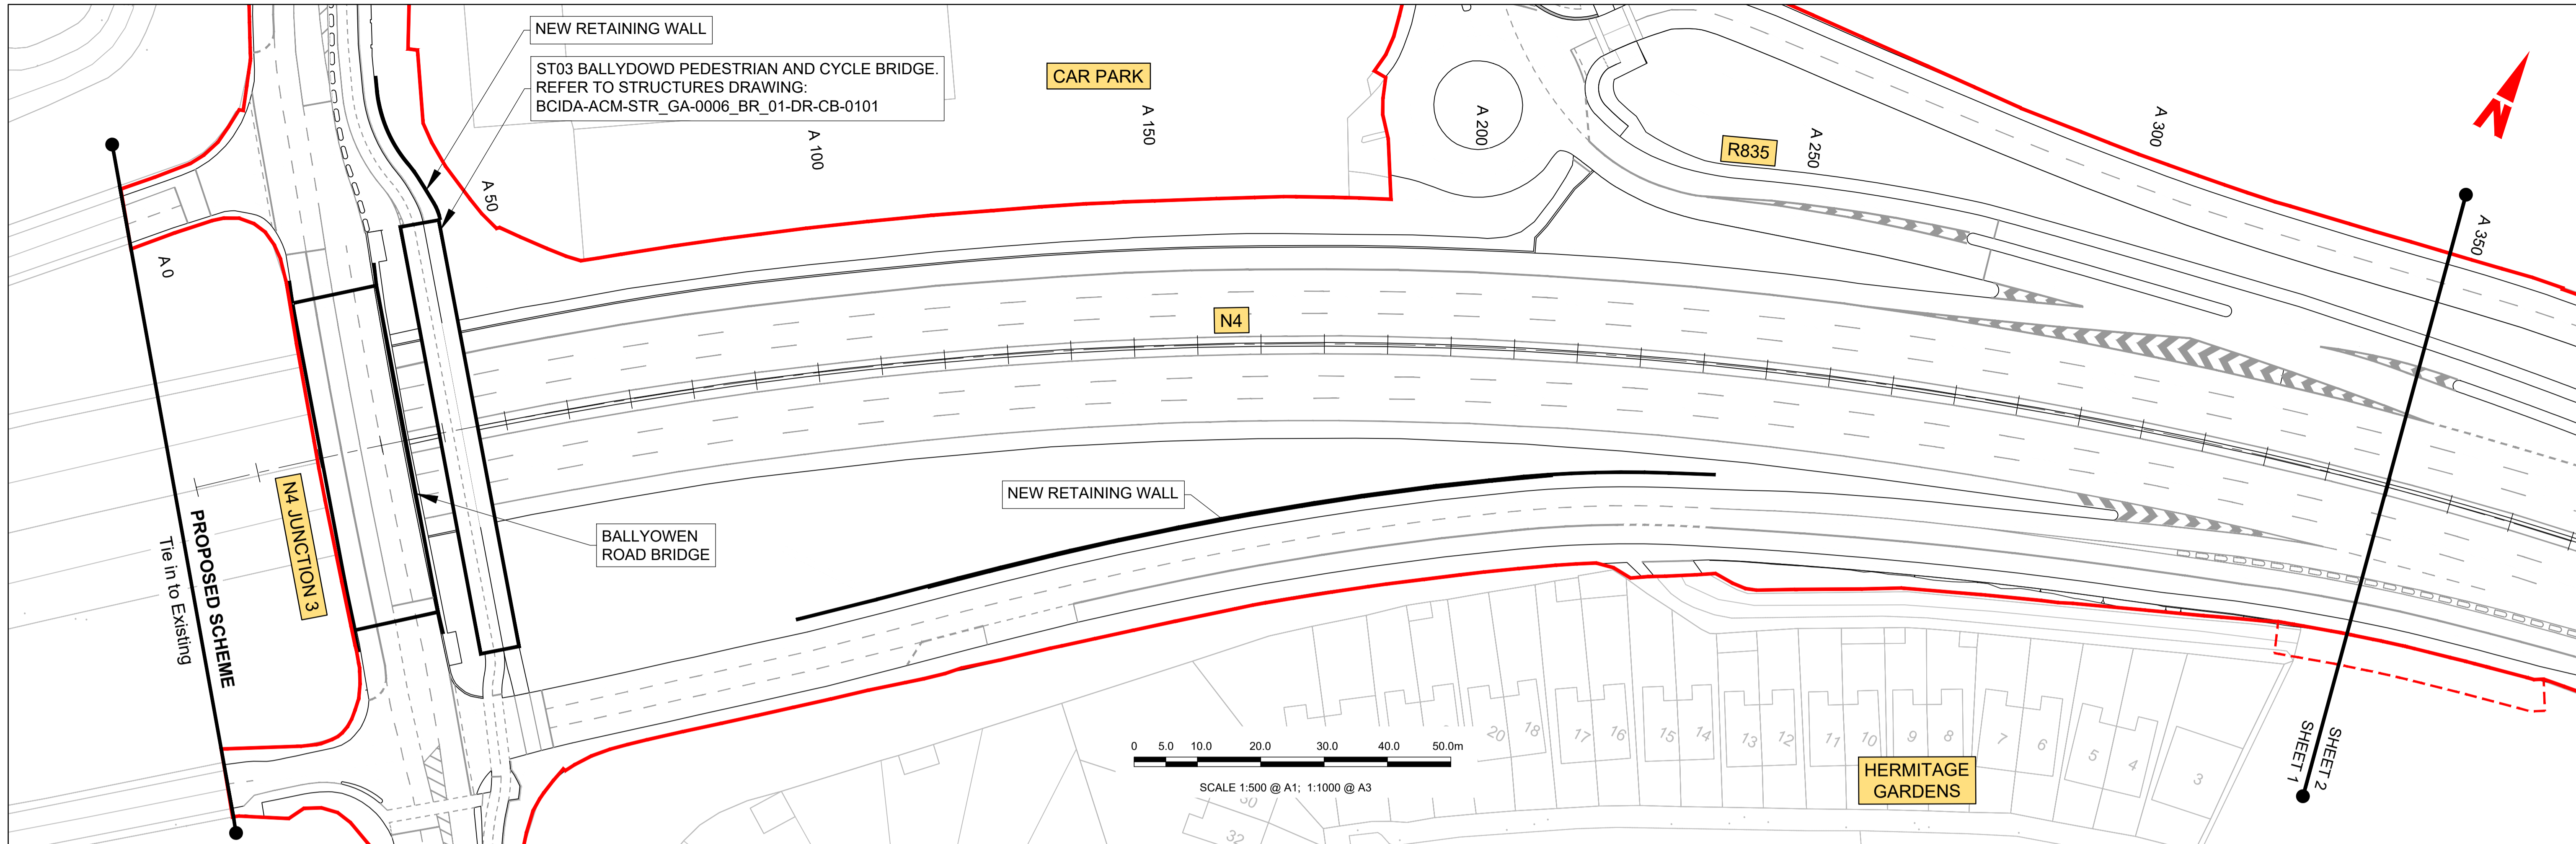 NEW RETAINING WALL
ST03 BALLYDOWD PEDESTRIAN AND CYCLE BRIDGE.
REFER TO STRUCTURES DRAWING:
BCIDA-ACM-STR_GA-0006_BR_01-DR-CB-0101
CAR PARK
R835
N
A 0
A 50
A 100
A 150
A 200
A 250
A 300
A 350
N4
N4 JUNCTION 3
PROPOSED SCHEME
Tie in to Existing
BALLYOWEN
ROAD BRIDGE
NEW RETAINING WALL
0 5.0 10.0 20.0 30.0 40.0 50.0m
SCALE 1:500 @ A1; 1:1000 @ A3
20
18
17
16
15
14
13
12
11
10
9
8
7
6
5
4
3
30
32
HERMITAGE
GARDENS
SHEET 1
SHEET 2